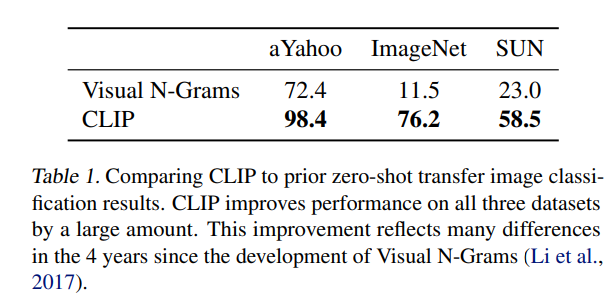 aYahoo ImageNet SUN
Visual N-Grams 72.4 11.5 23.0
CLIP 98.4 76.2 58.5
Table 1. Comparing CLIP to prior zero-shot transfer image classi-
fication results. CLIP improves performance on all three datasets
by a large amount. This improvement reflects many differences
in the 4 years since the development of Visual N-Grams (Li et al.,
2017).